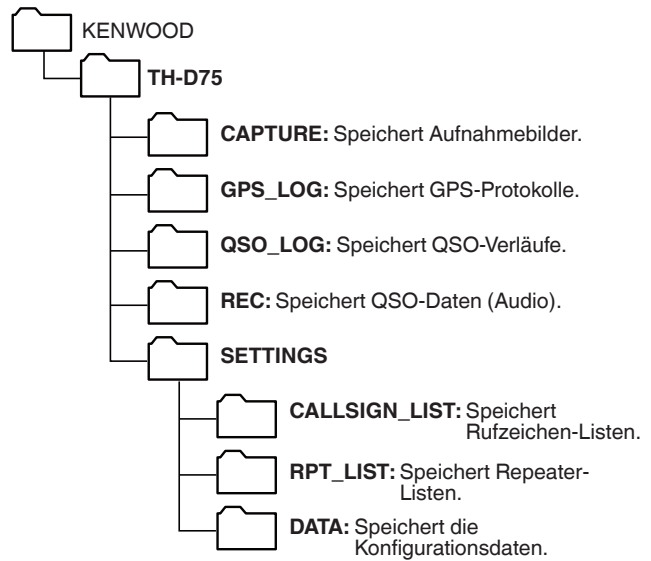 KENWOOD
TH-D75
CAPTURE: Speichert Aufnahmebilder.
GPS_LOG: Speichert GPS-Protokolle.
QSO_LOG: Speichert QSO-Verläufe.
REC: Speichert QSO-Daten (Audio).
SETTINGS
CALLSIGN_LIST: Speichert
Rufzeichen-Listen.
RPT_LIST: Speichert Repeater-
Listen.
DATA: Speichert die
Konfigurationsdaten.